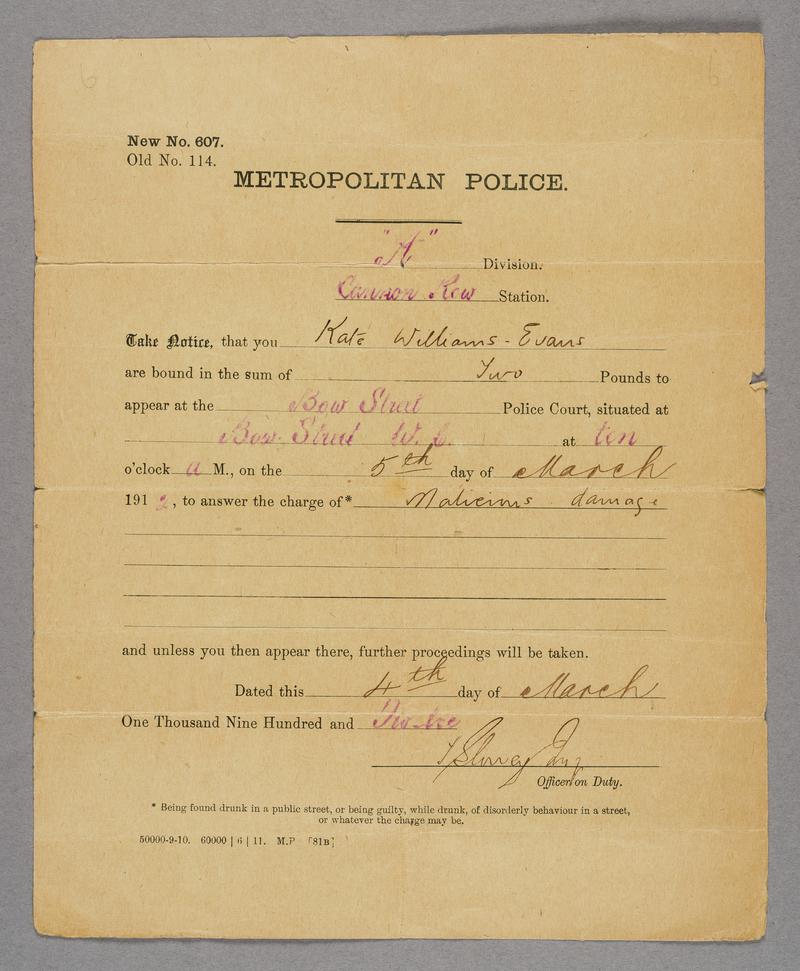 New No. 607.
Old No. 114.
METROPOLITAN POLICE.
"A" Division.
Cannon Row Station.
Take Notice, that you Kate Williams - Evans
are bound in the sum of Two Pounds to
appear at the Bow Street Police Court, situated at
Bow Street W. C. at ten
o'clock a M., on the 5th day of March
1912, to answer the charge of* Malicious damage
and unless you then appear there, further proceedings will be taken.
Dated this 4th day of March
One Thousand Nine Hundred and Twelve
Officer on Duty.
* Being found drunk in a public street, or being guilty, while drunk, of disorderly behaviour in a street,
or whatever the charge may be.
50000-9-10. 60000 | 6 | 11. M.P [81B]